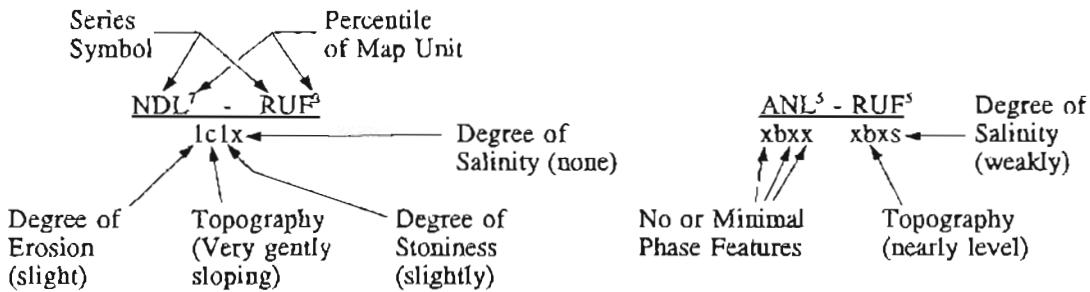 Series
Symbol
Percentile
of Map Unit
NDL⁷ - RUF³
1c1x
Degree of
Salinity (none)
Degree of
Erosion
(slight)
Topography
(Very gently
sloping)
Degree of
Stoniness
(slightly)
ANL⁵ - RUF⁵
xbxx xbxs
Degree of
Salinity
(weakly)
No or Minimal
Phase Features
Topography
(nearly level)